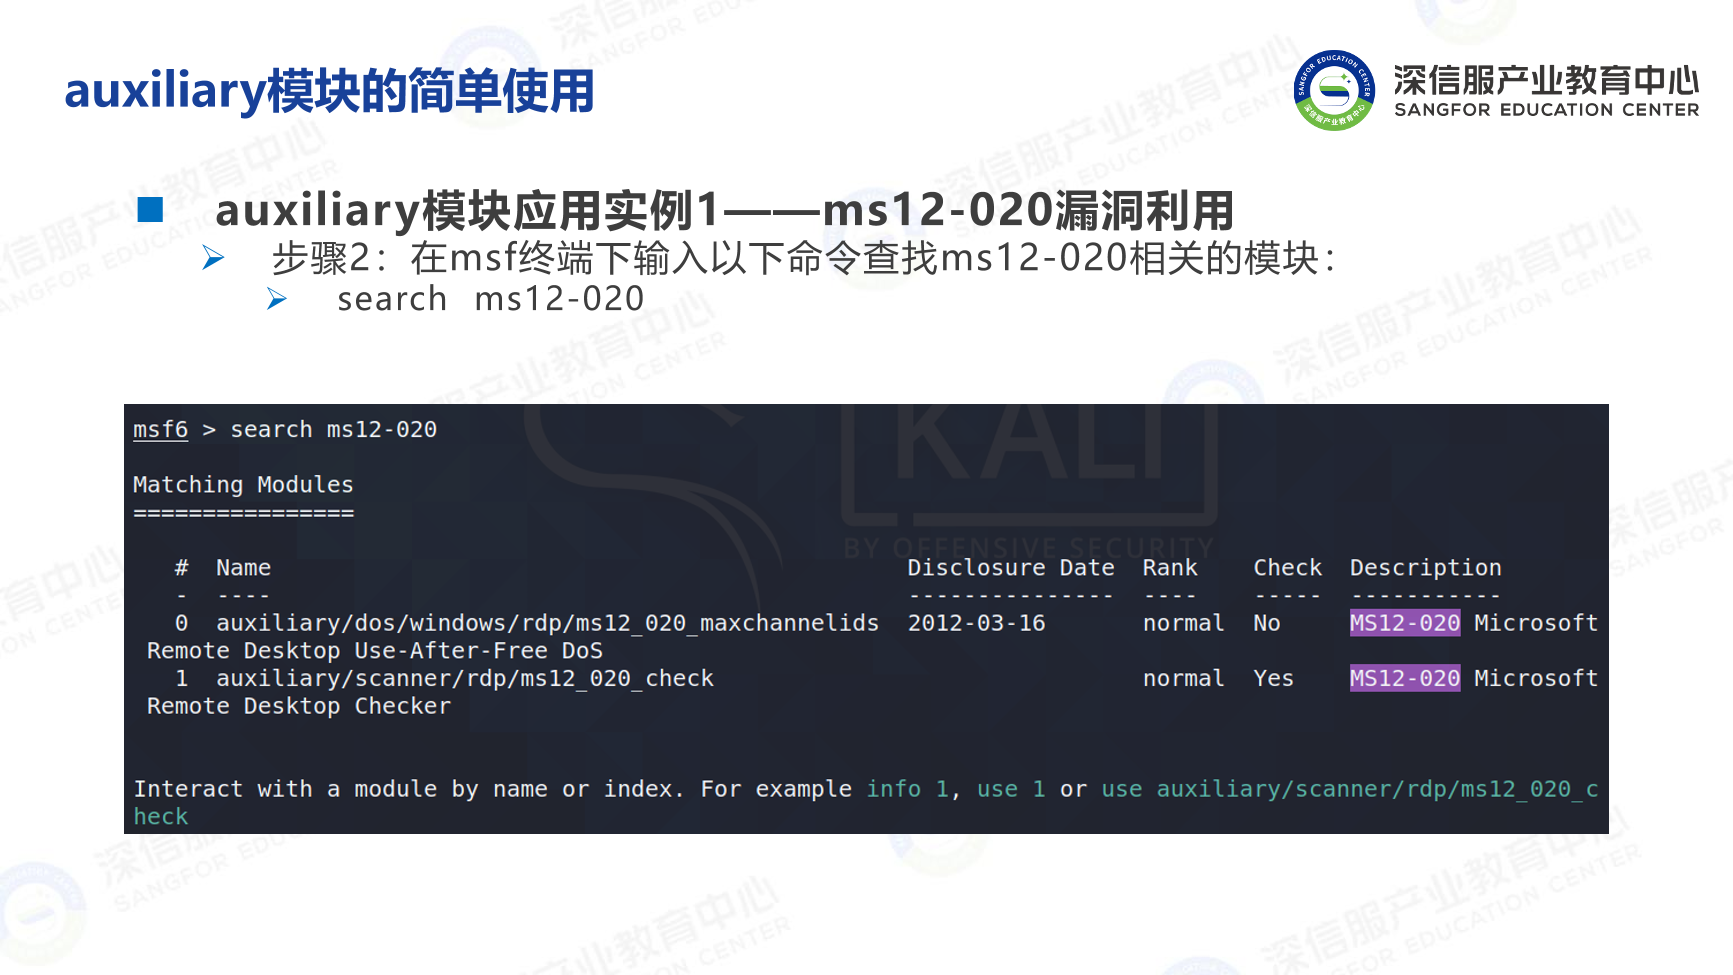 auxiliary模块的简单使用
深信服产业教育中心
SANGFOR EDUCATION CENTER
auxiliary模块应用实例1——ms12-020漏洞利用
步骤2：在msf终端下输入以下命令查找ms12-020相关的模块：
search ms12-020
msf6 > search ms12-020
Matching Modules
================
# Name Disclosure Date Rank Check Description
- ---- --------------- ---- ----- -----------
0 auxiliary/dos/windows/rdp/ms12_020_maxchannelids 2012-03-16 normal No MS12-020 Microsoft
Remote Desktop Use-After-Free DoS
1 auxiliary/scanner/rdp/ms12_020_check normal Yes MS12-020 Microsoft
Remote Desktop Checker
Interact with a module by name or index. For example info 1, use 1 or use auxiliary/scanner/rdp/ms12_020_c
heck
KALI
BY OFFENSIVE SECURITY